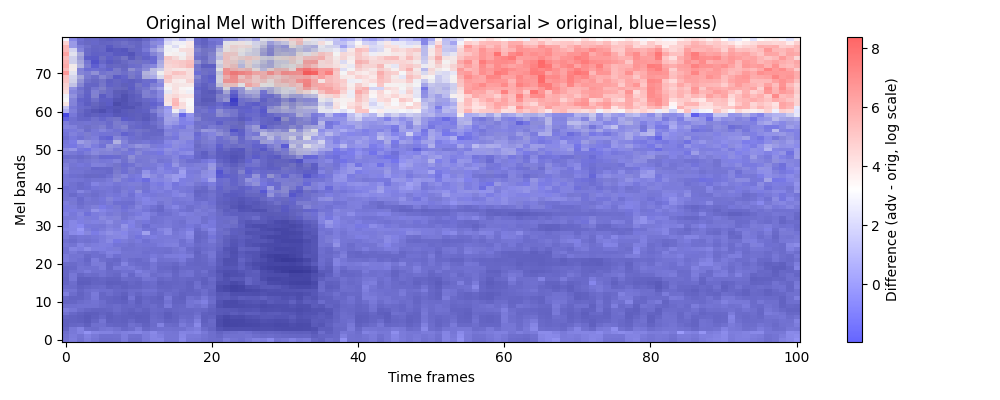 Original Mel with Differences (red=adversarial > original, blue=less)
Mel bands
70
60
50
40
30
20
10
0
0 20 40 60 80 100
Time frames
8
6
4
2
0
Difference (adv - orig, log scale)